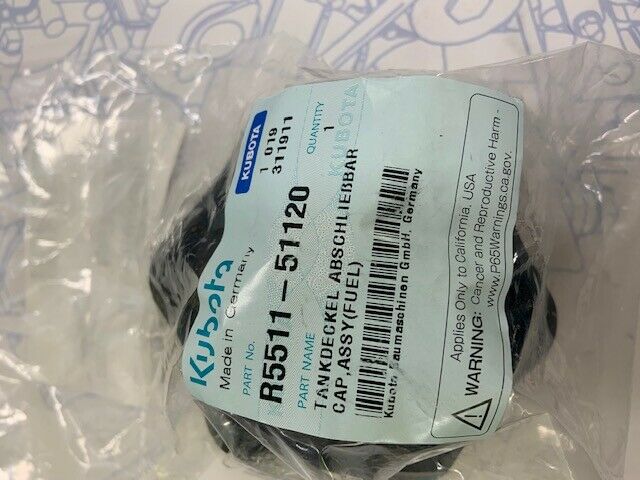 Kubota
Made in Germany
KUBOTA
1 019
311911
PART No.
R5511-51120
QUANTITY
1
KUBOTA
PART NAME
TANKDECKEL ABSCHLIEẞBAR
CAP,ASSY(FUEL)
Kubota Baumaschinen GmbH, Germany
Applies Only to California, USA
WARNING: Cancer and Reproductive Harm -
www.P65Warnings.ca.gov.